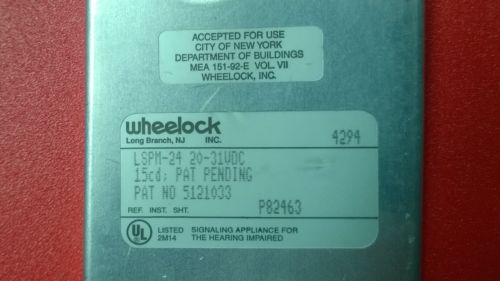 ACCEPTED FOR USE
CITY OF NEW YORK
DEPARTMENT OF BUILDINGS
MEA 151-92-E VOL. VII
WHEELOCK, INC.
wheelock
Long Branch, NJ INC. 4294
LSPM-24 20-31VDC
15cd; PAT PENDING
PAT NO 5121033
REF. INST. SHT. P82463
UL LISTED 2M14
SIGNALING APPLIANCE FOR
THE HEARING IMPAIRED